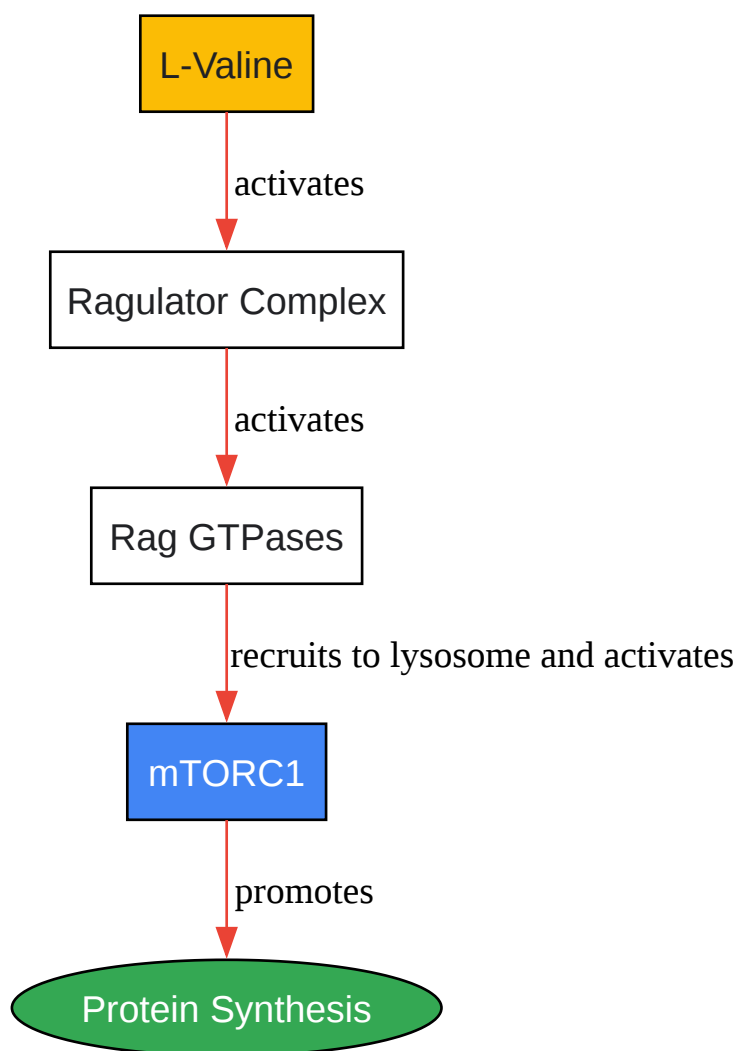 L-Valine
activates
Ragulator Complex
activates
Rag GTPases
recruits to lysosome and activates
mTORC1
promotes
Protein Synthesis